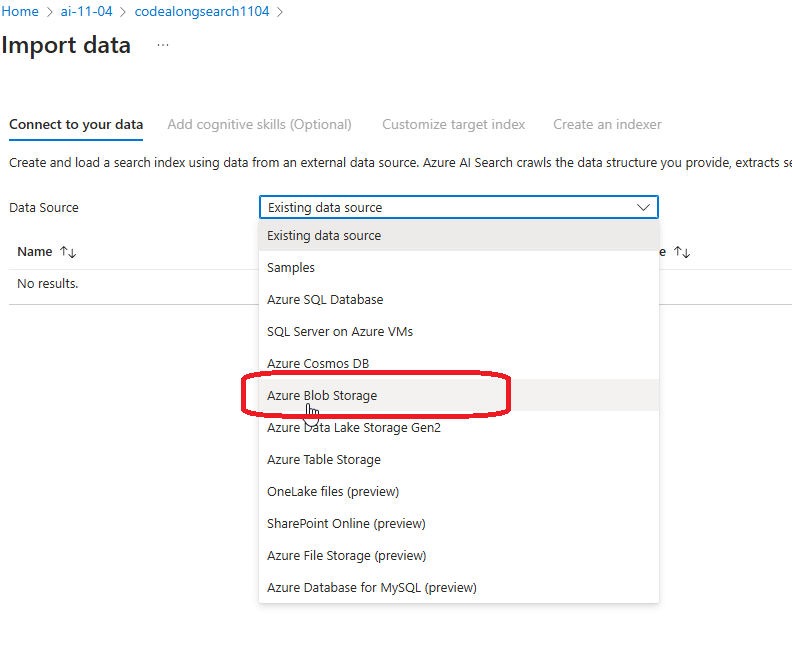 Home > ai-11-04 > codealongsearch1104 >
Import data ...
Connect to your data Add cognitive skills (Optional) Customize target index Create an indexer
Create and load a search index using data from an external data source. Azure AI Search crawls the data structure you provide, extracts se
Data Source Existing data source
Name ↑↓ e ↑↓
No results.
Existing data source
Samples
Azure SQL Database
SQL Server on Azure VMs
Azure Cosmos DB
Azure Blob Storage
Azure Data Lake Storage Gen2
Azure Table Storage
OneLake files (preview)
SharePoint Online (preview)
Azure File Storage (preview)
Azure Database for MySQL (preview)